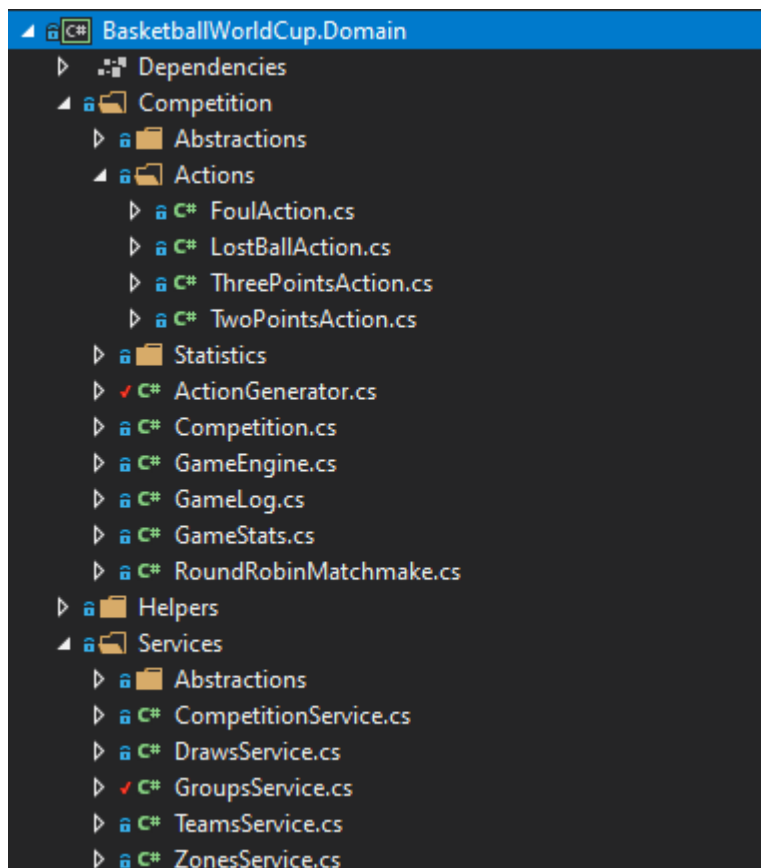 C# BasketballWorldCup.Domain
Dependencies
Competition
Abstractions
Actions
C# FoulAction.cs
C# LostBallAction.cs
C# ThreePointsAction.cs
C# TwoPointsAction.cs
Statistics
C# ActionGenerator.cs
C# Competition.cs
C# GameEngine.cs
C# GameLog.cs
C# GameStats.cs
C# RoundRobinMatchmake.cs
Helpers
Services
Abstractions
C# CompetitionService.cs
C# DrawsService.cs
C# GroupsService.cs
C# TeamsService.cs
C# ZonesService.cs